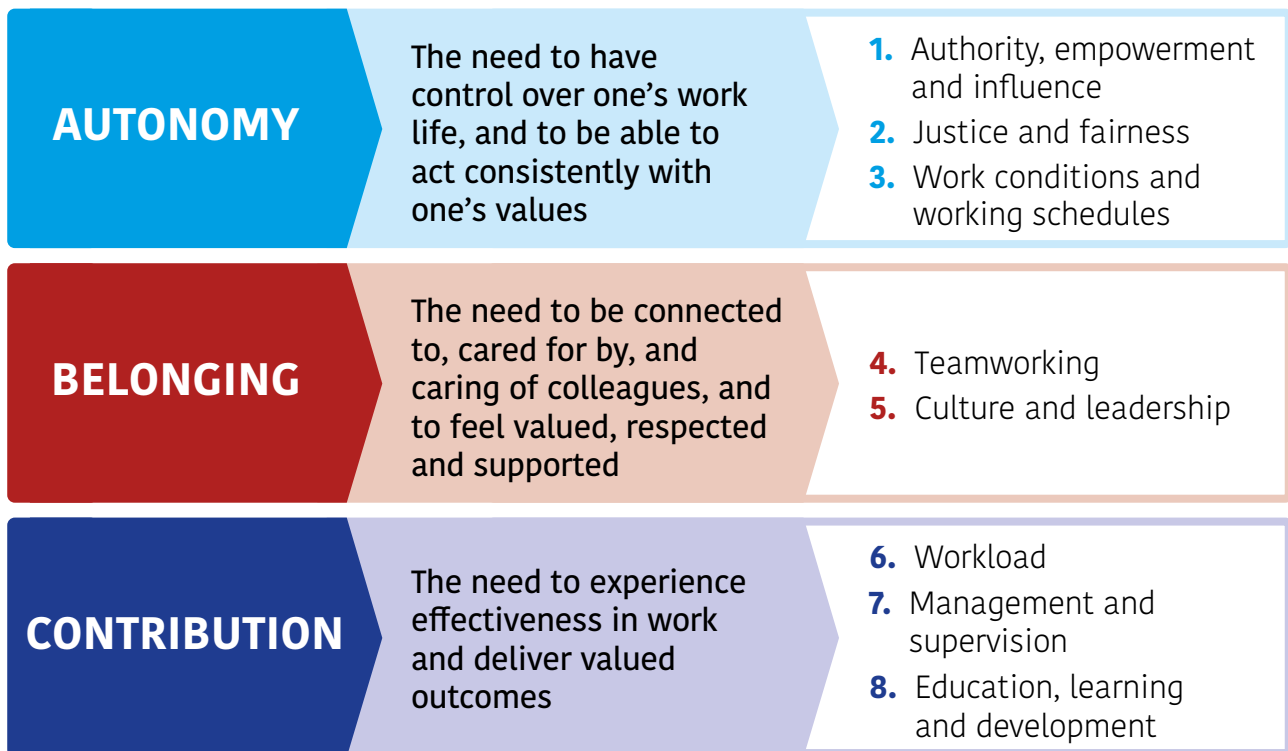 AUTONOMY
The need to have
control over one’s work
life, and to be able to
act consistently with
one’s values
1. Authority, empowerment
and influence
2. Justice and fairness
3. Work conditions and
working schedules
BELONGING
The need to be connected
to, cared for by, and
caring of colleagues, and
to feel valued, respected
and supported
4. Teamworking
5. Culture and leadership
CONTRIBUTION
The need to experience
effectiveness in work
and deliver valued
outcomes
6. Workload
7. Management and
supervision
8. Education, learning
and development